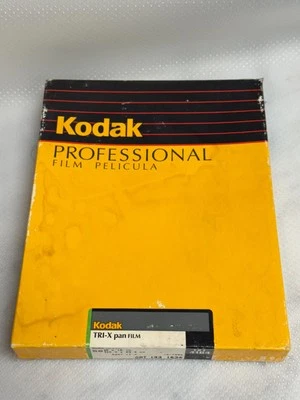 Kodak
PROFESSIONAL
FILM PELICULA
Kodak
TRI-X pan FILM